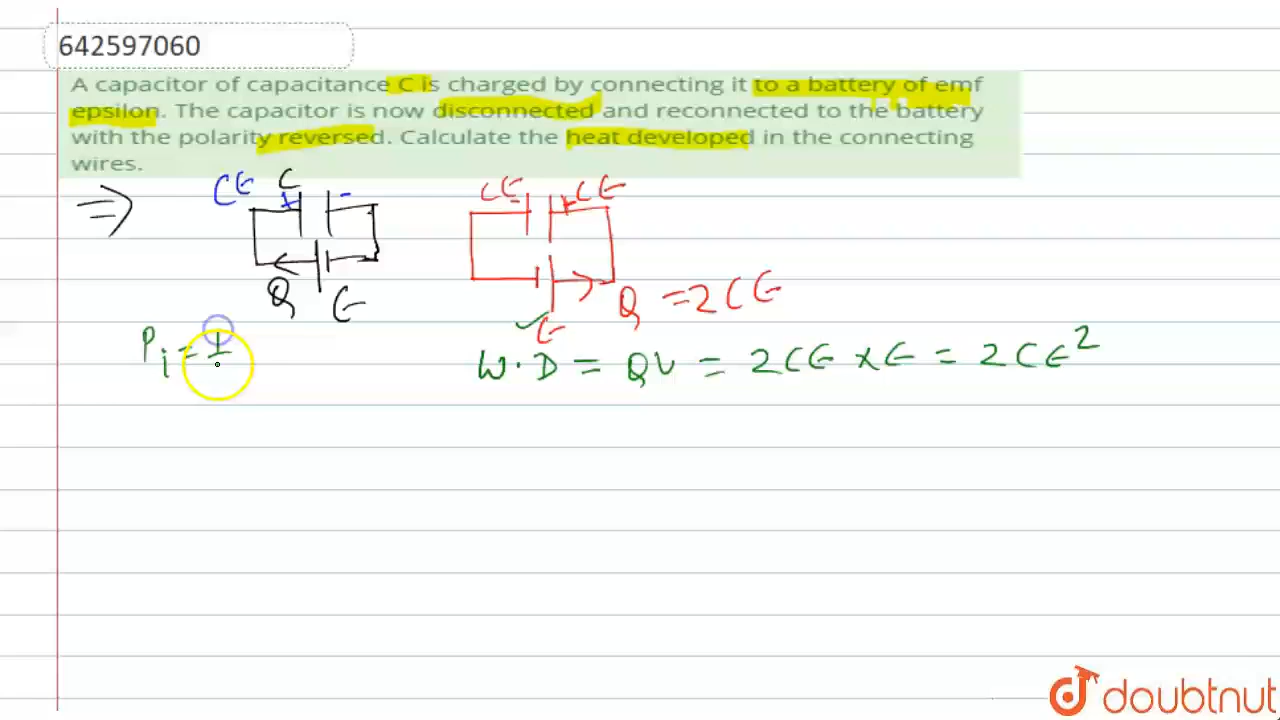 642597060
A capacitor of capacitance C is charged by connecting it to a battery of emf
epsilon. The capacitor is now disconnected and reconnected to the battery
with the polarity reversed. Calculate the heat developed in the connecting
wires.
⇒ CE C + -
Q E
CE + CE
E Q = 2CE
Pi = 1
W.D = QV = 2CE × E = 2CE²
doubtnut